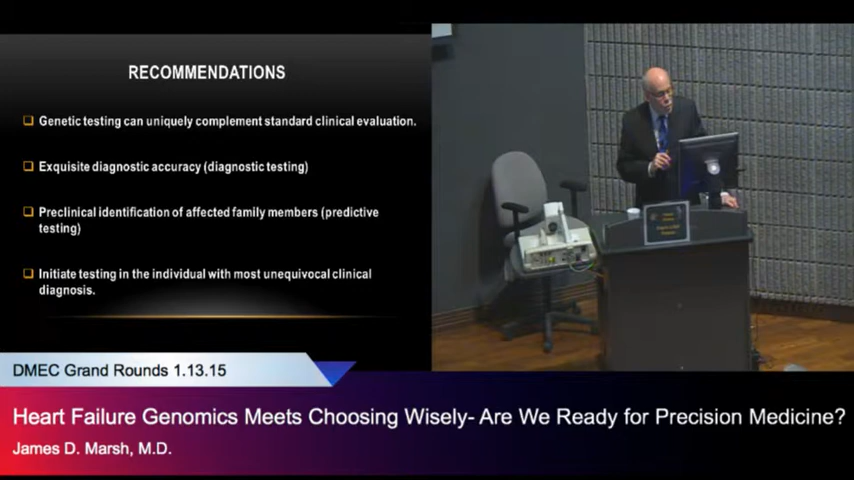 RECOMMENDATIONS
Genetic testing can uniquely complement standard clinical evaluation.
Exquisite diagnostic accuracy (diagnostic testing)
Preclinical identification of affected family members (predictive
testing)
Initiate testing in the individual with most unequivocal clinical
diagnosis.
DMEC Grand Rounds 1.13.15
Heart Failure Genomics Meets Choosing Wisely- Are We Ready for Precision Medicine?
James D. Marsh, M.D.